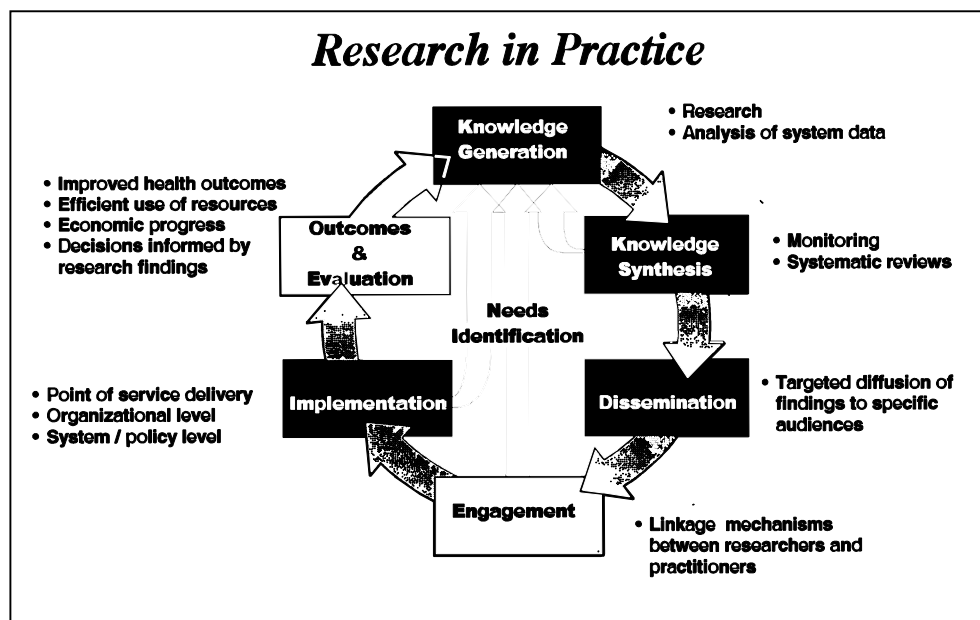 Research in Practice
Knowledge
Generation
• Research
• Analysis of system data
Knowledge
Synthesis
• Monitoring
• Systematic reviews
Dissemination
• Targeted diffusion of
findings to specific
audiences
Engagement
• Linkage mechanisms
between researchers and
practitioners
Implementation
• Point of service delivery
• Organizational level
• System / policy level
Outcomes
&
Evaluation
• Improved health outcomes
• Efficient use of resources
• Economic progress
• Decisions informed by
research findings
Needs
Identification